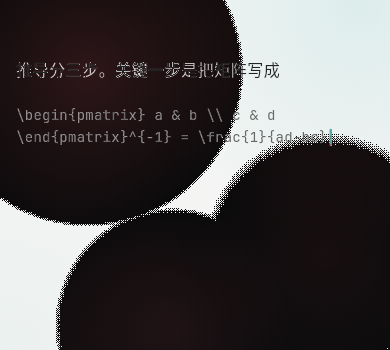 推导分三步。关键一步是把矩阵写成
\begin{pmatrix} a & b \\ c & d
\end{pmatrix}^{-1} = \frac{1}{ad-bc}